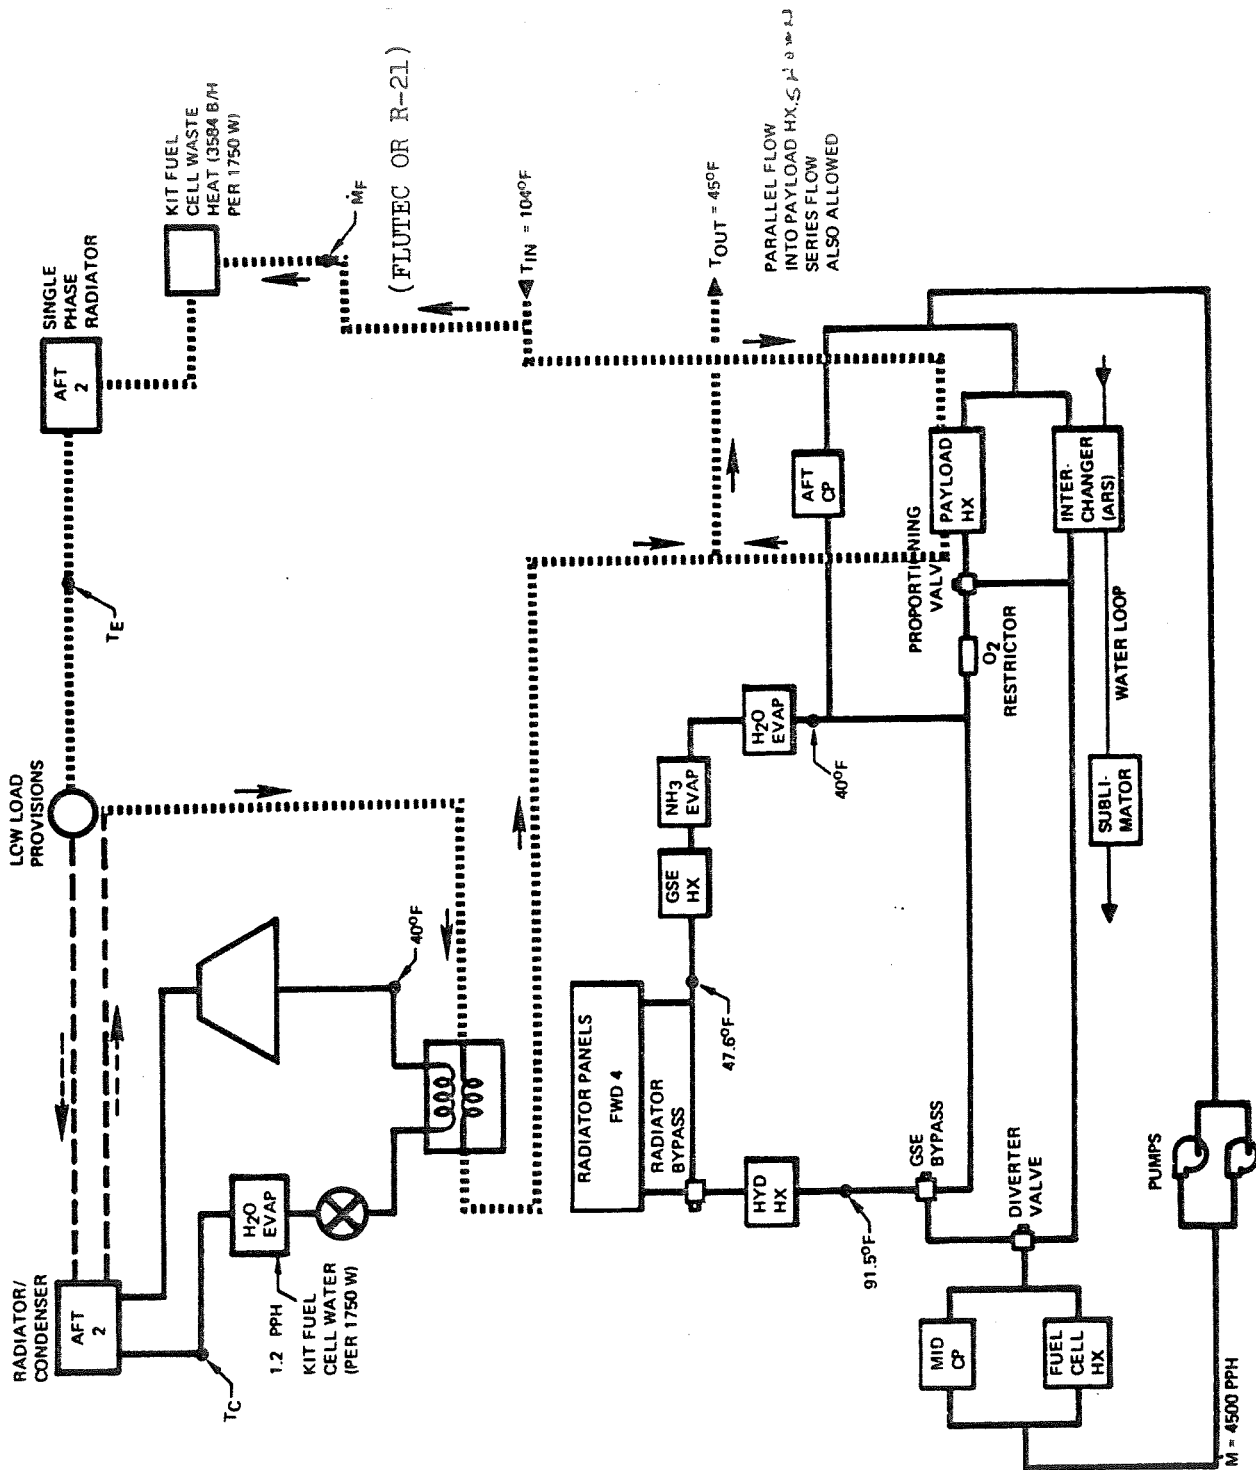 RADIATOR/
CONDENSER
AFT
2
TC
H2O
EVAP
1.2 PPH
KIT FUEL
CELL WATER
(PER 1750 W)
40°F
LOW LOAD
PROVISIONS
TE
SINGLE
PHASE
RADIATOR
AFT
2
KIT FUEL
CELL WASTE
HEAT (3584 B/H
PER 1750 W)
ṀF
(FLUTEC OR R-21)
TIN = 104°F
TOUT = 45°F
PARALLEL FLOW
INTO PAYLOAD HX SHOWN
SERIES FLOW
ALSO ALLOWED
RADIATOR PANELS
FWD 4
RADIATOR
BYPASS
47.6°F
GSE
HX
NH3
EVAP
H2O
EVAP
40°F
HYD
HX
91.5°F
GSE
BYPASS
DIVERTER
VALVE
MID
CP
FUEL
CELL
HX
M = 4500 PPH
PUMPS
AFT
CP
PROPORTIONING
VALVE
PAYLOAD
HX
O2
RESTRICTOR
INTER-
CHANGER
(ARS)
WATER LOOP
SUBLI-
MATOR